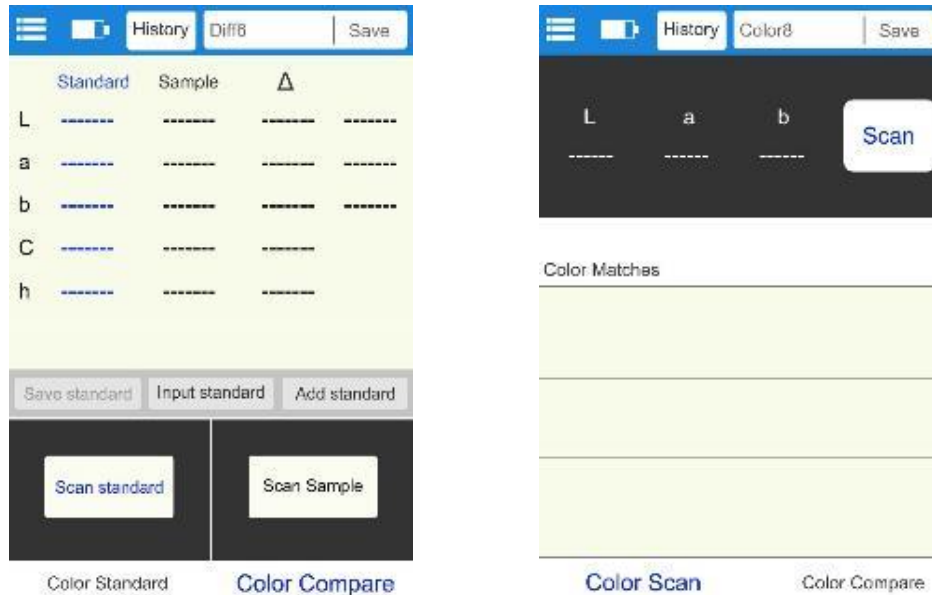 History Diff8 Save
Standard Sample Δ
L ------- ------- ------- -------
a ------- ------- ------- -------
b ------- ------- ------- -------
C ------- ------- -------
h ------- ------- -------
Save standard Input standard Add standard
Scan standard Scan Sample
Color Standard Color Compare
History Color8 Save
L a b
------ ------ ------
Scan
Color Matches
Color Scan Color Compare